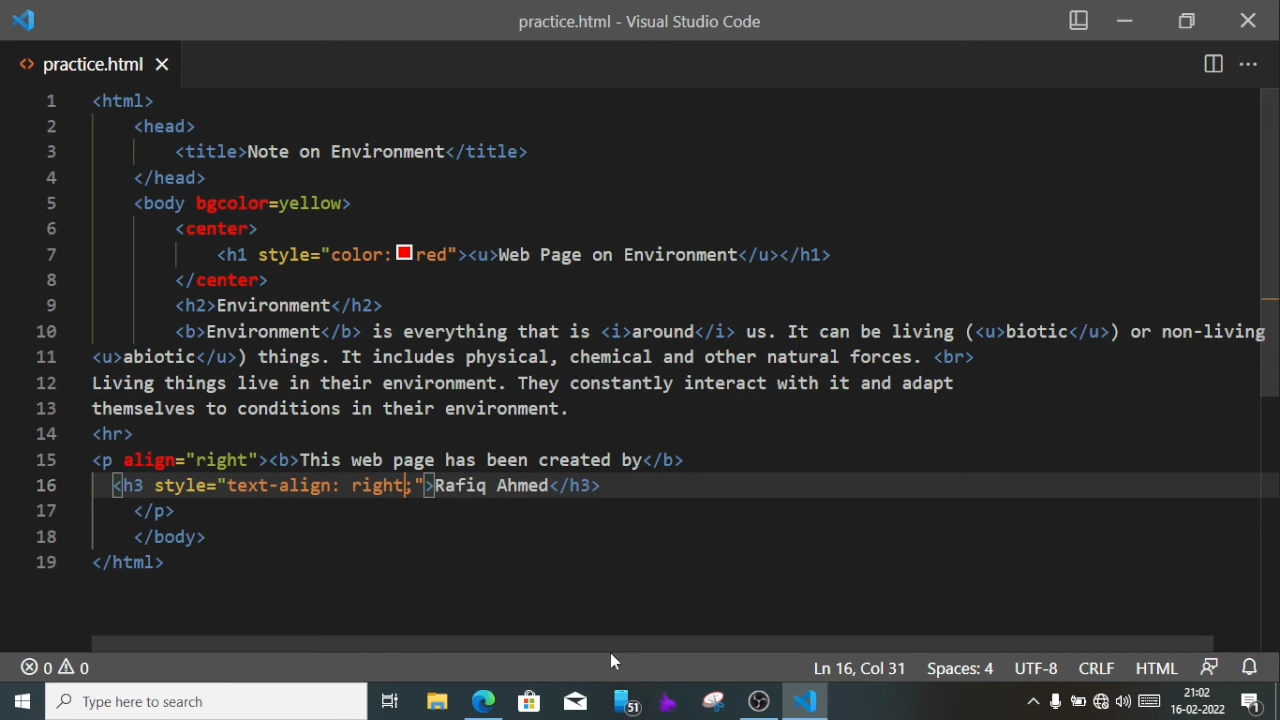 practice.html - Visual Studio Code
practice.html
1 <html>
2 <head>
3 <title>Note on Environment</title>
4 </head>
5 <body bgcolor=yellow>
6 <center>
7 <h1 style="color:red"><u>Web Page on Environment</u></h1>
8 </center>
9 <h2>Environment</h2>
10 <b>Environment</b> is everything that is <i>around</i> us. It can be living (<u>biotic</u>) or non-living
11 <u>abiotic</u>) things. It includes physical, chemical and other natural forces. <br>
12 Living things live in their environment. They constantly interact with it and adapt
13 themselves to conditions in their environment.
14 <hr>
15 <p align="right"><b>This web page has been created by</b>
16 <h3 style="text-align: right;">Rafiq Ahmed</h3>
17 </p>
18 </body>
19 </html>
0 0 Ln 16, Col 31 Spaces: 4 UTF-8 CRLF HTML
Type here to search
51
21:02
16-02-2022
1